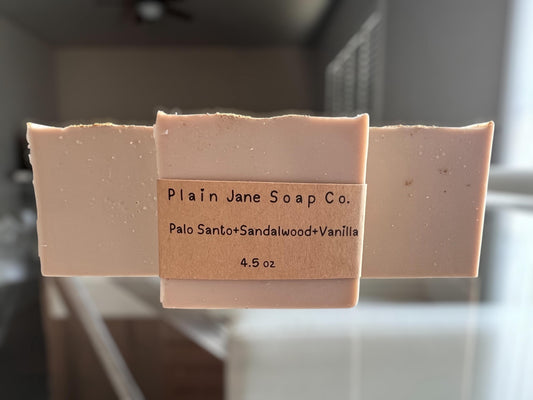 Plain Jane Soap Co.
Palo Santo+Sandalwood+Vanilla
4.5 oz